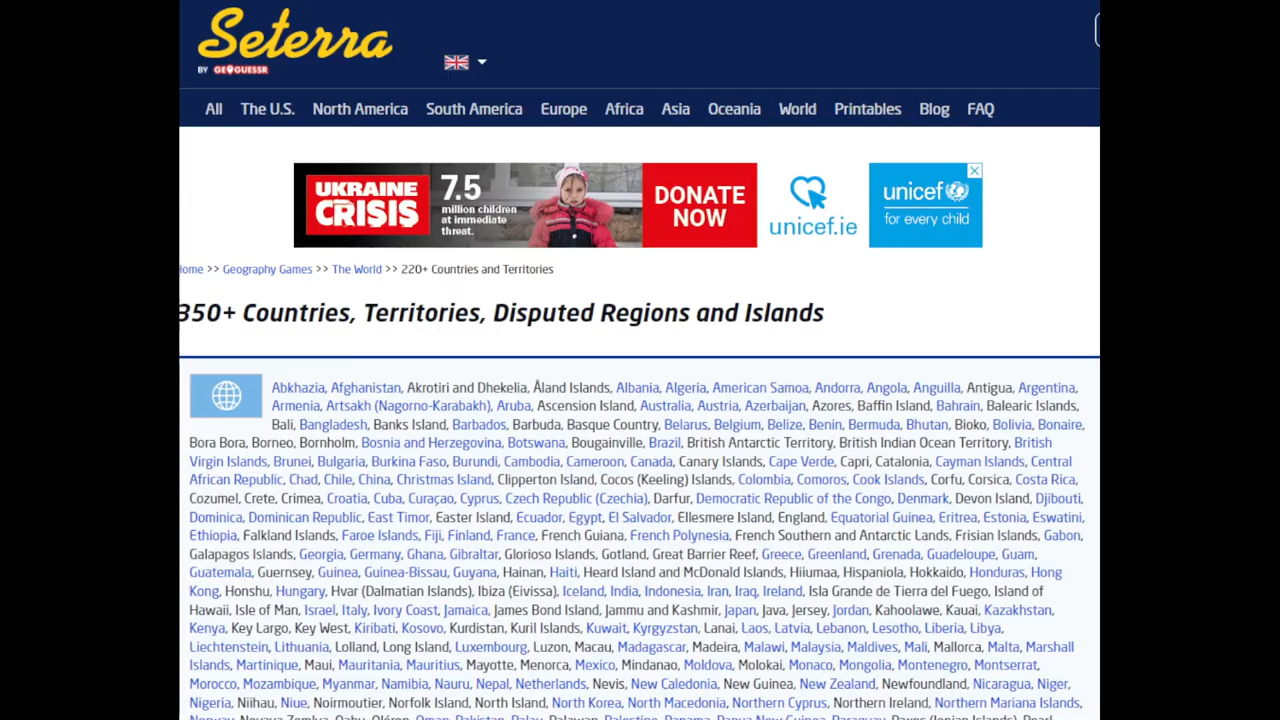 Seterra
BY GEOGUESSR
All The U.S. North America South America Europe Africa Asia Oceania World Printables Blog FAQ
UKRAINE
CRISIS
7.5
million children
at immediate
threat.
DONATE
NOW
unicef.ie
unicef
for every child
ome >> Geography Games >> The World >> 220+ Countries and Territories
350+ Countries, Territories, Disputed Regions and Islands
Abkhazia, Afghanistan, Akrotiri and Dhekelia, Åland Islands, Albania, Algeria, American Samoa, Andorra, Angola, Anguilla, Antigua, Argentina,
Armenia, Artsakh (Nagorno-Karabakh), Aruba, Ascension Island, Australia, Austria, Azerbaijan, Azores, Baffin Island, Bahrain, Balearic Islands,
Bali, Bangladesh, Banks Island, Barbados, Barbuda, Basque Country, Belarus, Belgium, Belize, Benin, Bermuda, Bhutan, Bioko, Bolivia, Bonaire,
Bora Bora, Borneo, Bornholm, Bosnia and Herzegovina, Botswana, Bougainville, Brazil, British Antarctic Territory, British Indian Ocean Territory, British
Virgin Islands, Brunei, Bulgaria, Burkina Faso, Burundi, Cambodia, Cameroon, Canada, Canary Islands, Cape Verde, Capri, Catalonia, Cayman Islands, Central
African Republic, Chad, Chile, China, Christmas Island, Clipperton Island, Cocos (Keeling) Islands, Colombia, Comoros, Cook Islands, Corfu, Corsica, Costa Rica,
Cozumel, Crete, Crimea, Croatia, Cuba, Curaçao, Cyprus, Czech Republic (Czechia), Darfur, Democratic Republic of the Congo, Denmark, Devon Island, Djibouti,
Dominica, Dominican Republic, East Timor, Easter Island, Ecuador, Egypt, El Salvador, Ellesmere Island, England, Equatorial Guinea, Eritrea, Estonia, Eswatini,
Ethiopia, Falkland Islands, Faroe Islands, Fiji, Finland, France, French Guiana, French Polynesia, French Southern and Antarctic Lands, Frisian Islands, Gabon,
Galapagos Islands, Georgia, Germany, Ghana, Gibraltar, Glorioso Islands, Gotland, Great Barrier Reef, Greece, Greenland, Grenada, Guadeloupe, Guam,
Guatemala, Guernsey, Guinea, Guinea-Bissau, Guyana, Hainan, Haiti, Heard Island and McDonald Islands, Hiiumaa, Hispaniola, Hokkaido, Honduras, Hong
Kong, Honshu, Hungary, Hvar (Dalmatian Islands), Ibiza (Eivissa), Iceland, India, Indonesia, Iran, Iraq, Ireland, Isla Grande de Tierra del Fuego, Island of
Hawaii, Isle of Man, Israel, Italy, Ivory Coast, Jamaica, James Bond Island, Jammu and Kashmir, Japan, Java, Jersey, Jordan, Kahoolawe, Kauai, Kazakhstan,
Kenya, Key Largo, Key West, Kiribati, Kosovo, Kurdistan, Kuril Islands, Kuwait, Kyrgyzstan, Lanai, Laos, Latvia, Lebanon, Lesotho, Liberia, Libya,
Liechtenstein, Lithuania, Lolland, Long Island, Luxembourg, Luzon, Macau, Madagascar, Madeira, Malawi, Malaysia, Maldives, Mali, Mallorca, Malta, Marshall
Islands, Martinique, Maui, Mauritania, Mauritius, Mayotte, Menorca, Mexico, Mindanao, Moldova, Molokai, Monaco, Mongolia, Montenegro, Montserrat,
Morocco, Mozambique, Myanmar, Namibia, Nauru, Nepal, Netherlands, Nevis, New Caledonia, New Guinea, New Zealand, Newfoundland, Nicaragua, Niger,
Nigeria, Niihau, Niue, Noirmoutier, Norfolk Island, North Island, North Korea, North Macedonia, Northern Cyprus, Northern Ireland, Northern Mariana Islands,
Norway, Novaya Zemlya, Oahu, Oléron, Oman, Pakistan, Palau, Palawan, Palestine, Panama, Papua New Guinea, Paraguay, Paxos (Ionian Islands), Pearl